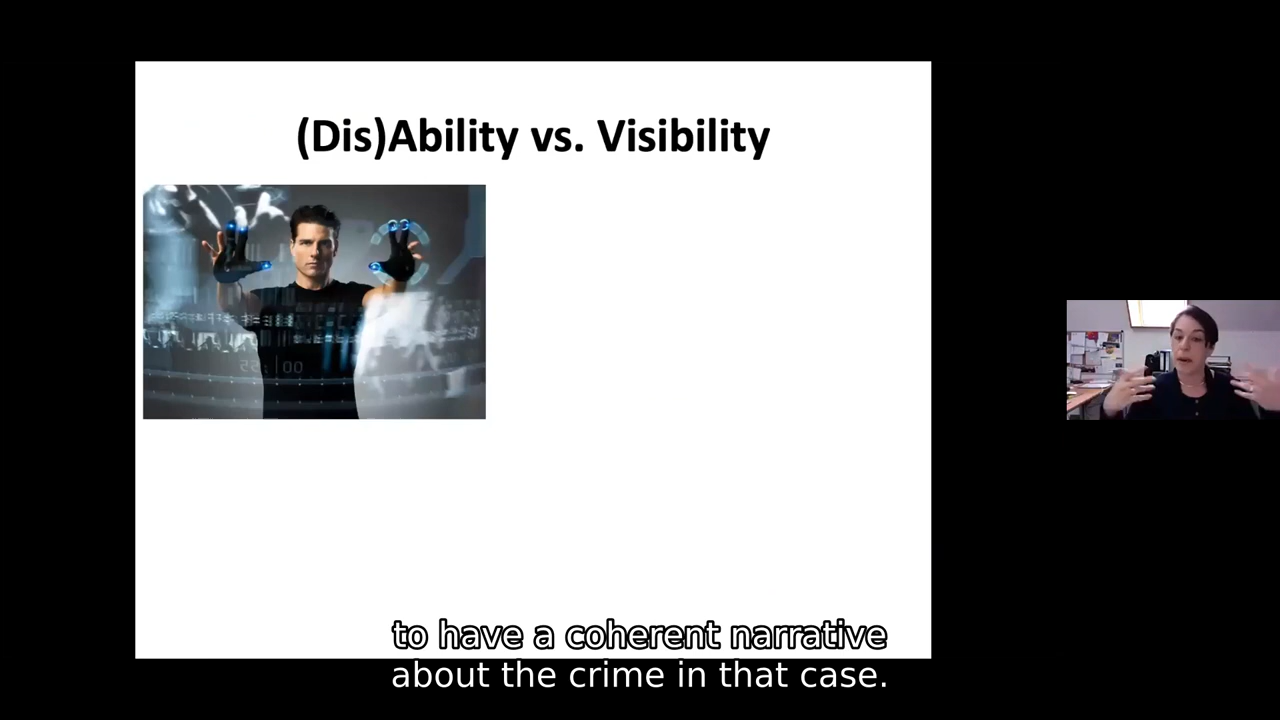 (Dis)Ability vs. Visibility
to have a coherent narrative
about the crime in that case.